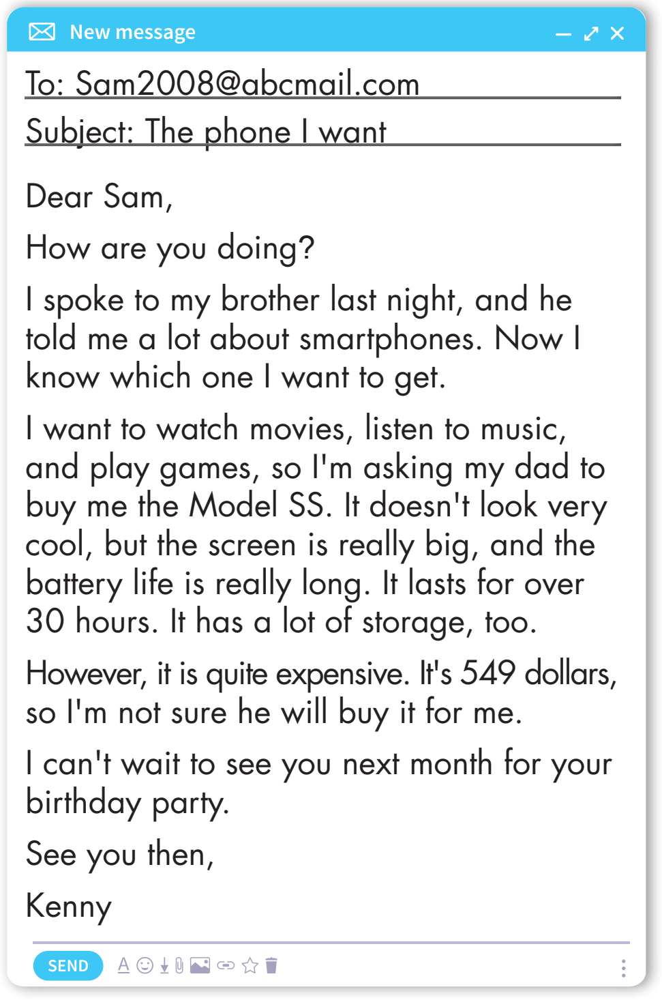 New message
To: Sam2008@abcmail.com
Subject: The phone I want
Dear Sam,
How are you doing?
I spoke to my brother last night, and he
told me a lot about smartphones. Now I
know which one I want to get.
I want to watch movies, listen to music,
and play games, so I'm asking my dad to
buy me the Model SS. It doesn't look very
cool, but the screen is really big, and the
battery life is really long. It lasts for over
30 hours. It has a lot of storage, too.
However, it is quite expensive. It's 549 dollars,
so I'm not sure he will buy it for me.
I can't wait to see you next month for your
birthday party.
See you then,
Kenny
SEND A